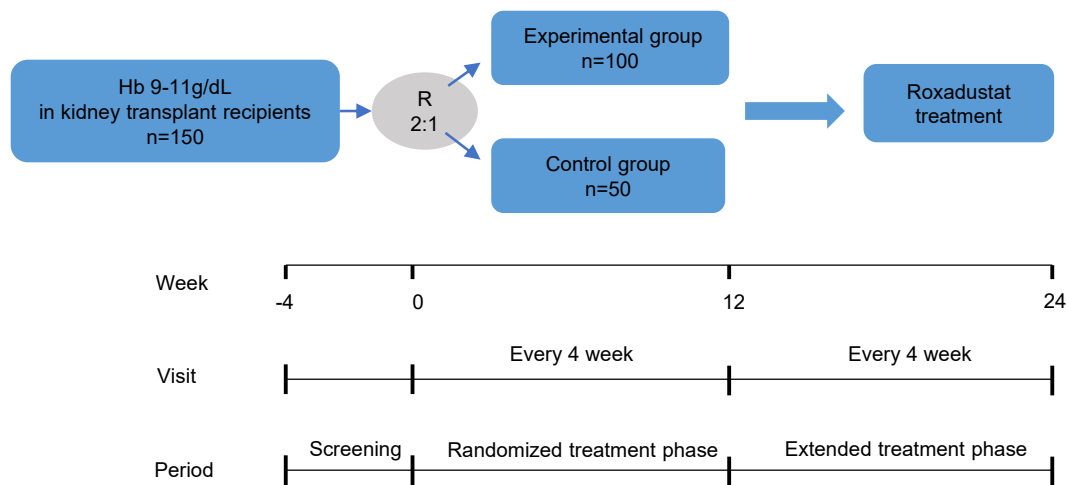 Hb 9-11g/dL
in kidney transplant recipients
n=150
R
2:1
Experimental group
n=100
Control group
n=50
Roxadustat
treatment
Week
-4
0
12
24
Visit
Every 4 week
Every 4 week
Period
Screening
Randomized treatment phase
Extended treatment phase